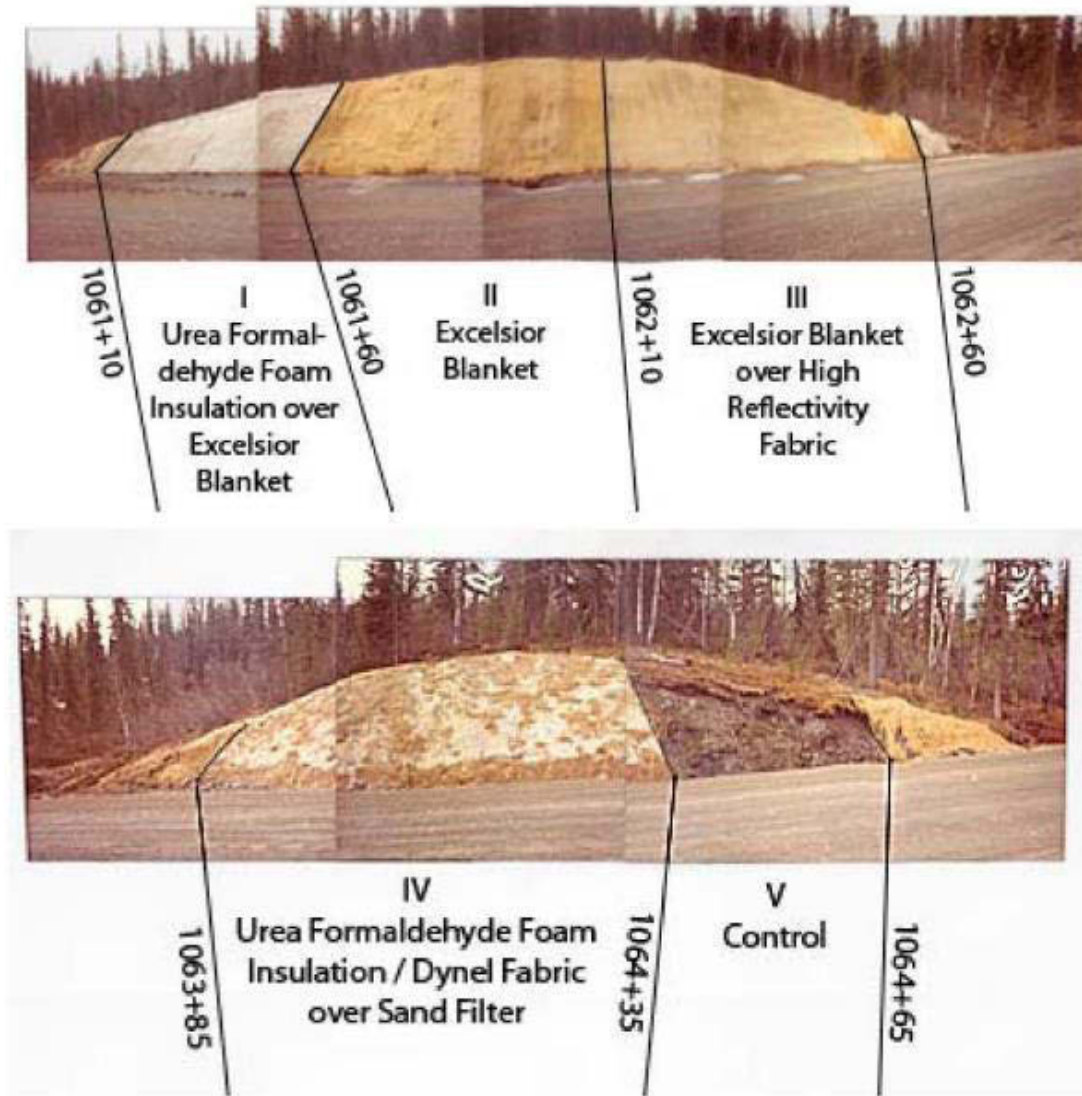 1061+10
I
Urea Formal-
dehyde Foam
Insulation over
Excelsior
Blanket
1061+60
II
Excelsior
Blanket
1062+10
III
Excelsior Blanket
over High
Reflectivity
Fabric
1062+60
1063+85
IV
Urea Formaldehyde Foam
Insulation / Dynel Fabric
over Sand Filter
1064+35
V
Control
1064+65